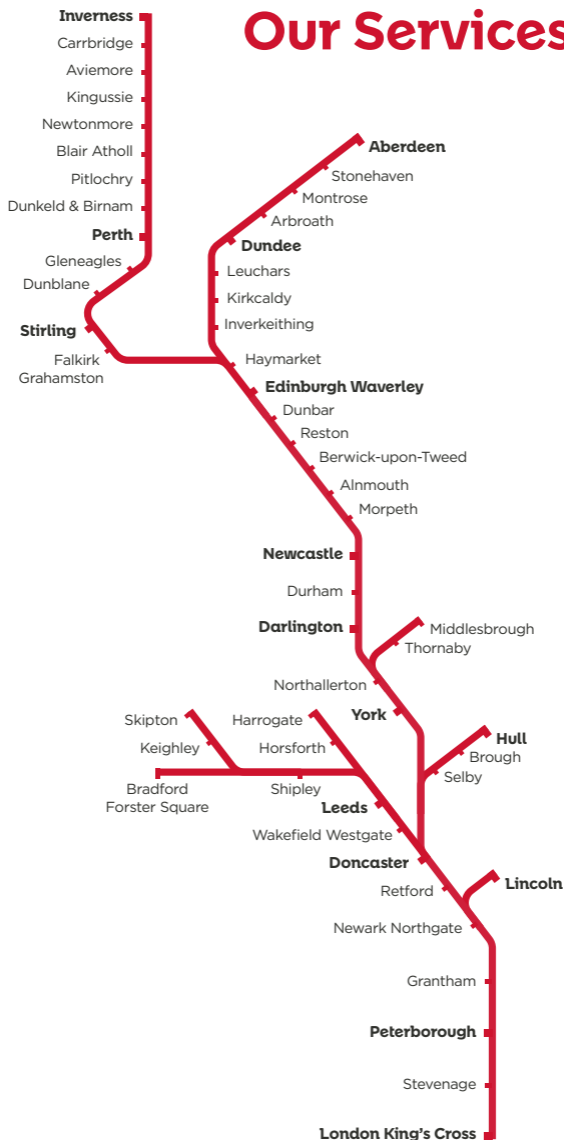 Our Services
Inverness
Carrbridge
Aviemore
Kingussie
Newtonmore
Blair Atholl
Pitlochry
Dunkeld & Birnam
Perth
Gleneagles
Dunblane
Stirling
Falkirk
Grahamston
Aberdeen
Stonehaven
Montrose
Arbroath
Dundee
Leuchars
Kirkcaldy
Inverkeithing
Haymarket
Edinburgh Waverley
Dunbar
Reston
Berwick-upon-Tweed
Alnmouth
Morpeth
Newcastle
Durham
Darlington
Middlesbrough
Thornaby
Northallerton
York
Skipton
Keighley
Bradford
Forster Square
Shipley
Harrogate
Horsforth
Leeds
Wakefield Westgate
Hull
Brough
Selby
Doncaster
Retford
Lincoln
Newark Northgate
Grantham
Peterborough
Stevenage
London King's Cross